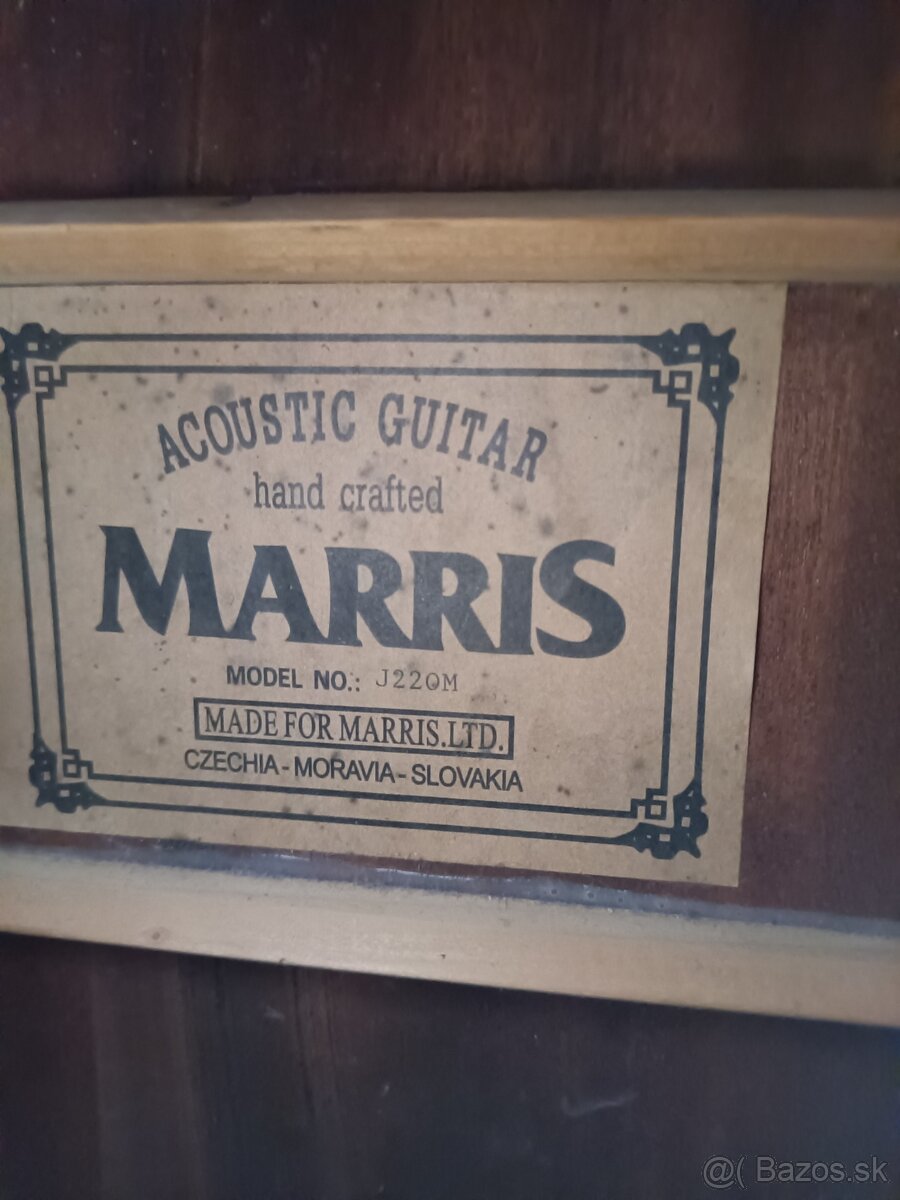 ACOUSTIC GUITAR
hand crafted
MARRIS
MODEL NO.: J220M
MADE FOR MARRIS.LTD.
CZECHIA-MORAVIA-SLOVAKIA
@( Bazos.sk